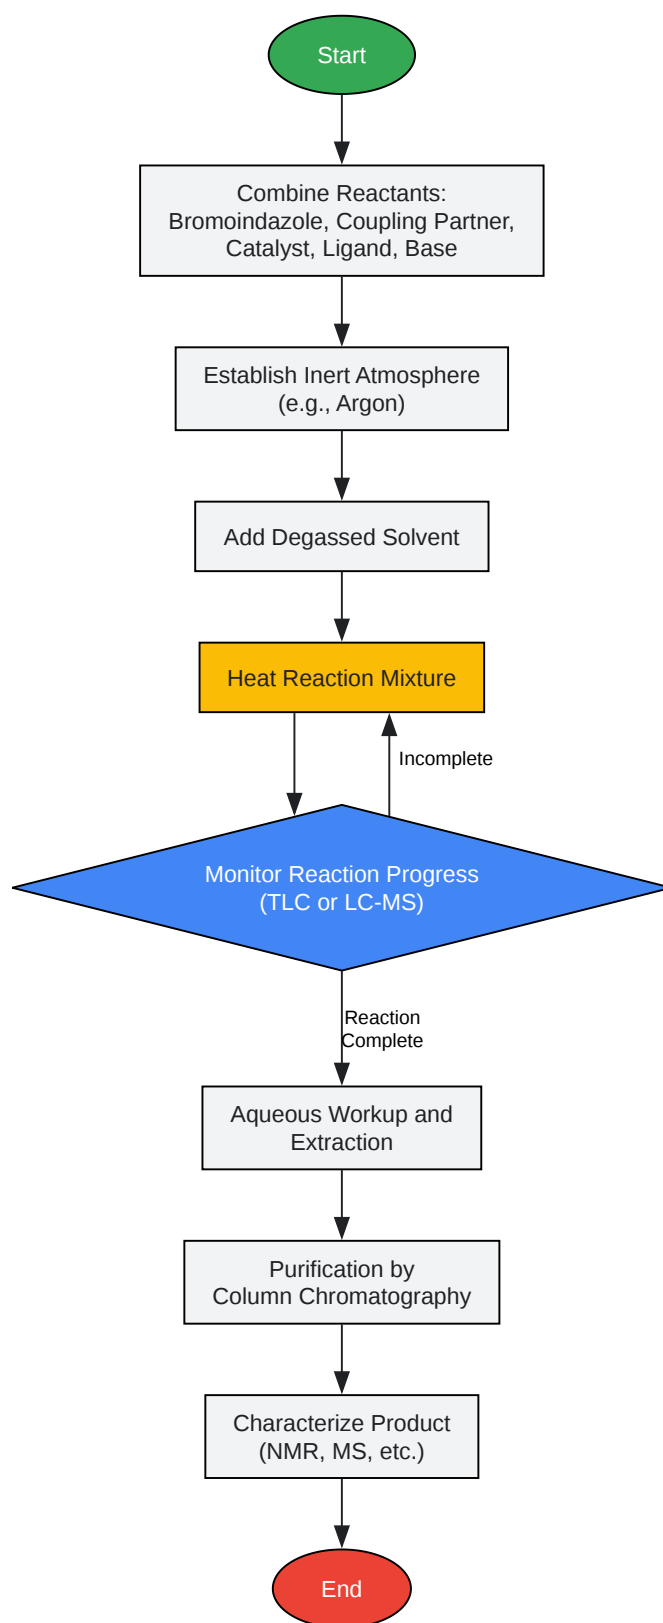 Start
Combine Reactants:
Bromoindazole, Coupling Partner,
Catalyst, Ligand, Base
Establish Inert Atmosphere
(e.g., Argon)
Add Degassed Solvent
Heat Reaction Mixture
Incomplete
Monitor Reaction Progress
(TLC or LC-MS)
Reaction
Complete
Aqueous Workup and
Extraction
Purification by
Column Chromatography
Characterize Product
(NMR, MS, etc.)
End